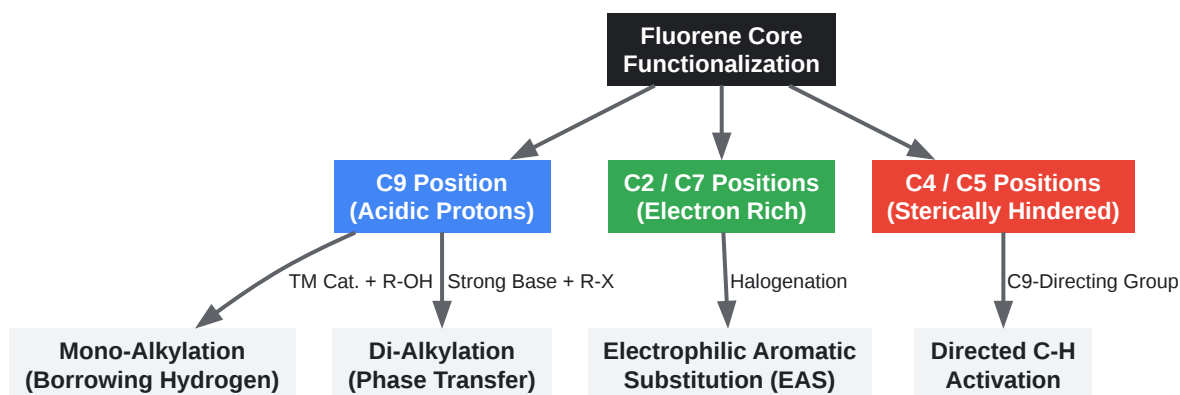 Fluorene Core
Functionalization
C9 Position
(Acidic Protons)
C2 / C7 Positions
(Electron Rich)
C4 / C5 Positions
(Sterically Hindered)
TM Cat. + R-OH
Strong Base + R-X
Halogenation
C9-Directing Group
Mono-Alkylation
(Borrowing Hydrogen)
Di-Alkylation
(Phase Transfer)
Electrophilic Aromatic
Substitution (EAS)
Directed C-H
Activation